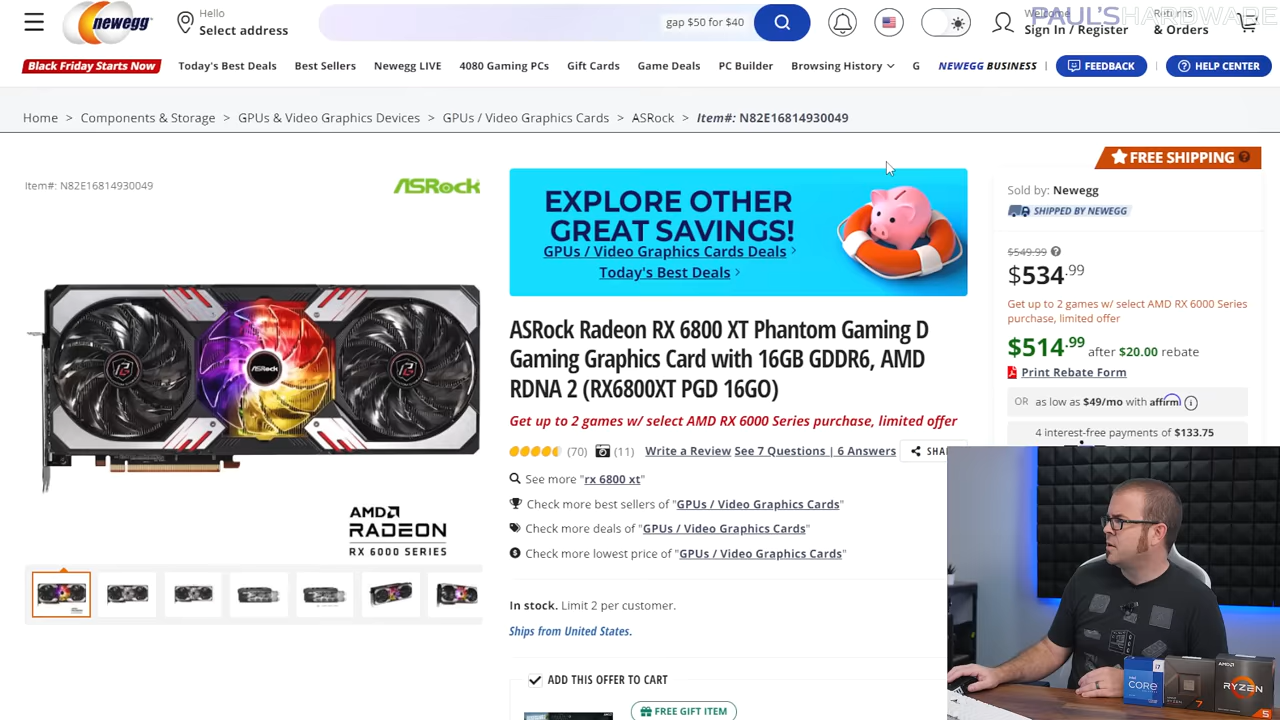 newegg
Hello
Select address
gap $50 for $40
Welcome
Sign In / Register
Returns
& Orders
PAUL'SHARDWARE
Black Friday Starts Now
Today's Best Deals
Best Sellers
Newegg LIVE
4080 Gaming PCs
Gift Cards
Game Deals
PC Builder
Browsing History
G
NEWEGG BUSINESS
FEEDBACK
HELP CENTER
Home > Components & Storage > GPUs & Video Graphics Devices > GPUs / Video Graphics Cards > ASRock > Item#: N82E16814930049
Item#: N82E16814930049
ASRock
ASRock
AMD
RADEON
RX 6000 SERIES
EXPLORE OTHER
GREAT SAVINGS!
GPUs / Video Graphics Cards Deals >
Today's Best Deals >
ASRock Radeon RX 6800 XT Phantom Gaming D
Gaming Graphics Card with 16GB GDDR6, AMD
RDNA 2 (RX6800XT PGD 16GO)
Get up to 2 games w/ select AMD RX 6000 Series purchase, limited offer
(70)
(11)
Write a Review
See 7 Questions | 6 Answers
SHA
See more "rx 6800 xt"
Check more best sellers of "GPUs / Video Graphics Cards"
Check more deals of "GPUs / Video Graphics Cards"
Check more lowest price of "GPUs / Video Graphics Cards"
In stock. Limit 2 per customer.
Ships from United States.
ADD THIS OFFER TO CART
FREE GIFT ITEM
FREE SHIPPING
Sold by: Newegg
SHIPPED BY NEWEGG
$549.99
$534.99
Get up to 2 games w/ select AMD RX 6000 Series
purchase, limited offer
$514.99 after $20.00 rebate
Print Rebate Form
OR as low as $49/mo with affirm
4 interest-free payments of $133.75
intel
CORE
i7
7
AMD
RYZEN
5